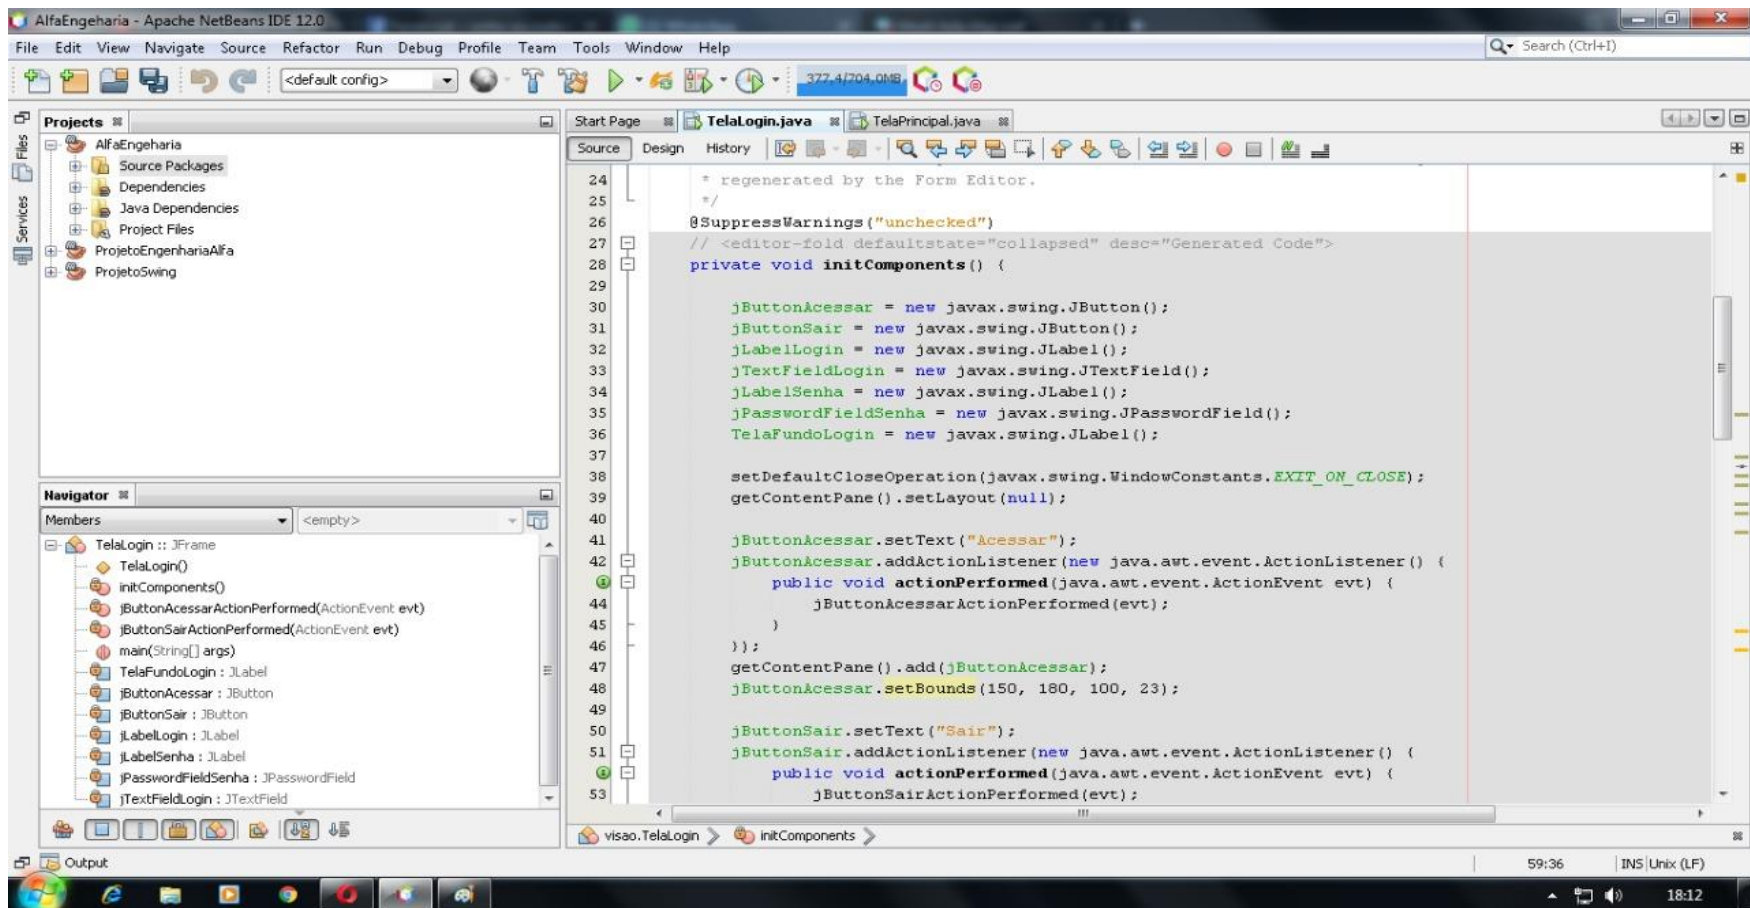 AlfaEngeharia - Apache NetBeans IDE 12.0
File Edit View Navigate Source Refactor Run Debug Profile Team Tools Window Help
Search (Ctrl+I)
<default config>
377,4/704,0MB
Files
Services
Projects
AlfaEngeharia
Source Packages
Dependencies
Java Dependencies
Project Files
ProjetoEngenhariaAlfa
ProjetoSwing
Navigator
Members
<empty>
TelaLogin :: JFrame
TelaLogin()
initComponents()
jButtonAcessarActionPerformed(ActionEvent evt)
jButtonSairActionPerformed(ActionEvent evt)
main(String[] args)
TelaFundoLogin : JLabel
jButtonAcessar : JButton
jButtonSair : JButton
jLabelLogin : JLabel
jLabelSenha : JLabel
jPasswordFieldSenha : JPasswordField
jTextFieldLogin : JTextField
Start Page TelaLogin.java TelaPrincipal.java
Source Design History
24 * regenerated by the Form Editor.
25 */
26 @SuppressWarnings("unchecked")
27 // <editor-fold defaultstate="collapsed" desc="Generated Code">
28 private void initComponents() {
29
30 jButtonAcessar = new javax.swing.JButton();
31 jButtonSair = new javax.swing.JButton();
32 jLabelLogin = new javax.swing.JLabel();
33 jTextFieldLogin = new javax.swing.JTextField();
34 jLabelSenha = new javax.swing.JLabel();
35 jPasswordFieldSenha = new javax.swing.JPasswordField();
36 TelaFundoLogin = new javax.swing.JLabel();
37
38 setDefaultCloseOperation(javax.swing.WindowConstants.EXIT_ON_CLOSE);
39 getContentPane().setLayout(null);
40
41 jButtonAcessar.setText("Acessar");
42 jButtonAcessar.addActionListener(new java.awt.event.ActionListener() {
public void actionPerformed(java.awt.event.ActionEvent evt) {
44 jButtonAcessarActionPerformed(evt);
45 }
46 });
47 getContentPane().add(jButtonAcessar);
48 jButtonAcessar.setBounds(150, 180, 100, 23);
49
50 jButtonSair.setText("Sair");
51 jButtonSair.addActionListener(new java.awt.event.ActionListener() {
public void actionPerformed(java.awt.event.ActionEvent evt) {
53 jButtonSairActionPerformed(evt);
visao.TelaLogin initComponents
Output
59:36 INS Unix (LF)
18:12